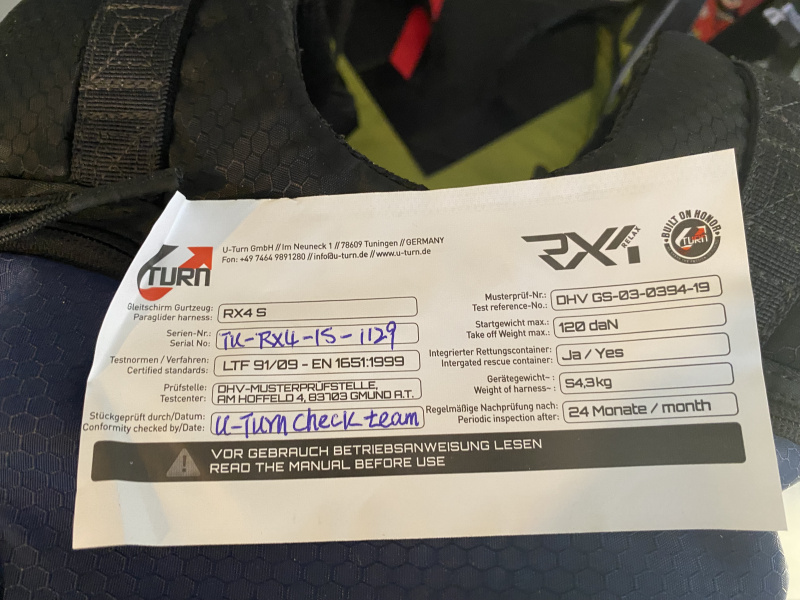 TURN
U-Turn GmbH // Im Neuneck 1 // 78609 Tuningen // GERMANY
Fon: +49 7464 9891280 // info@u-turn.de // www.u-turn.de
RX4
RELAX
BUILT ON HONOR
TURN
Gleitschirm Gurtzeug:
Paraglider harness:
RX4 S
Serien-Nr.:
Serial No:
TU-RX4-1S-1129
Testnormen / Verfahren:
Certified standards:
LTF 91/09 - EN 1651:1999
Prüfstelle:
Testcenter:
DHV-MUSTERPRÜFSTELLE,
AM HOFFELD 4, 83703 GMUND A.T.
Stückgeprüft durch/Datum:
Conformity checked by/Date:
U-Turn check team
Musterprüf-Nr.:
Test reference-No.:
DHV GS-03-0394-19
Startgewicht max.:
Take off Weight max.:
120 daN
Integrierter Rettungscontainer:
Intergated rescue container:
Ja / Yes
Gerätegewicht~ :
Weight of harness~ :
S4,3kg
Regelmäßige Nachprüfung nach:
Periodic inspection after:
24 Monate / month
VOR GEBRAUCH BETRIEBSANWEISUNG LESEN
READ THE MANUAL BEFORE USE